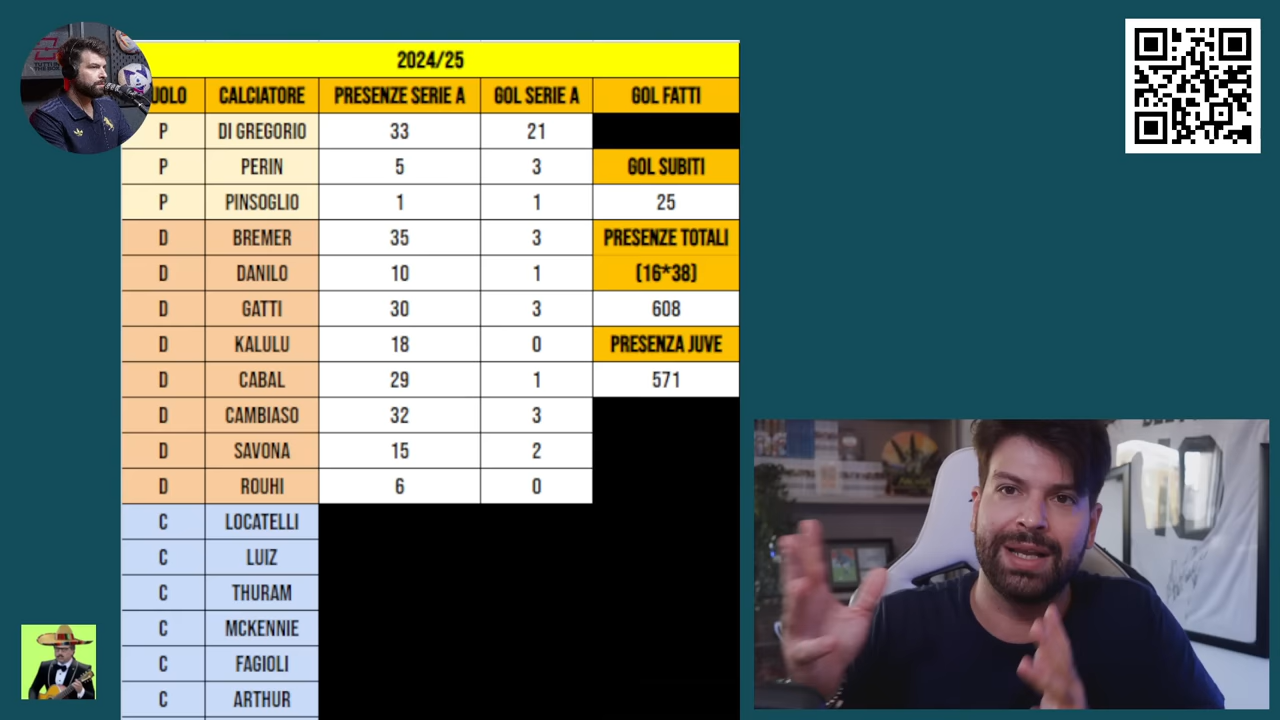 2024/25
UOLO CALCIATORE PRESENZE SERIE A GOL SERIE A GOL FATTI
P DI GREGORIO 33 21
P PERIN 5 3 GOL SUBITI
P PINSOGLIO 1 1 25
D BREMER 35 3 PRESENZE TOTALI
D DANILO 10 1 (16*38)
D GATTI 30 3 608
D KALULU 18 0 PRESENZA JUVE
D CABAL 29 1 571
D CAMBIASO 32 3
D SAVONA 15 2
D ROUHI 6 0
C LOCATELLI
C LUIZ
C THURAM
C MCKENNIE
C FAGIOLI
C ARTHUR